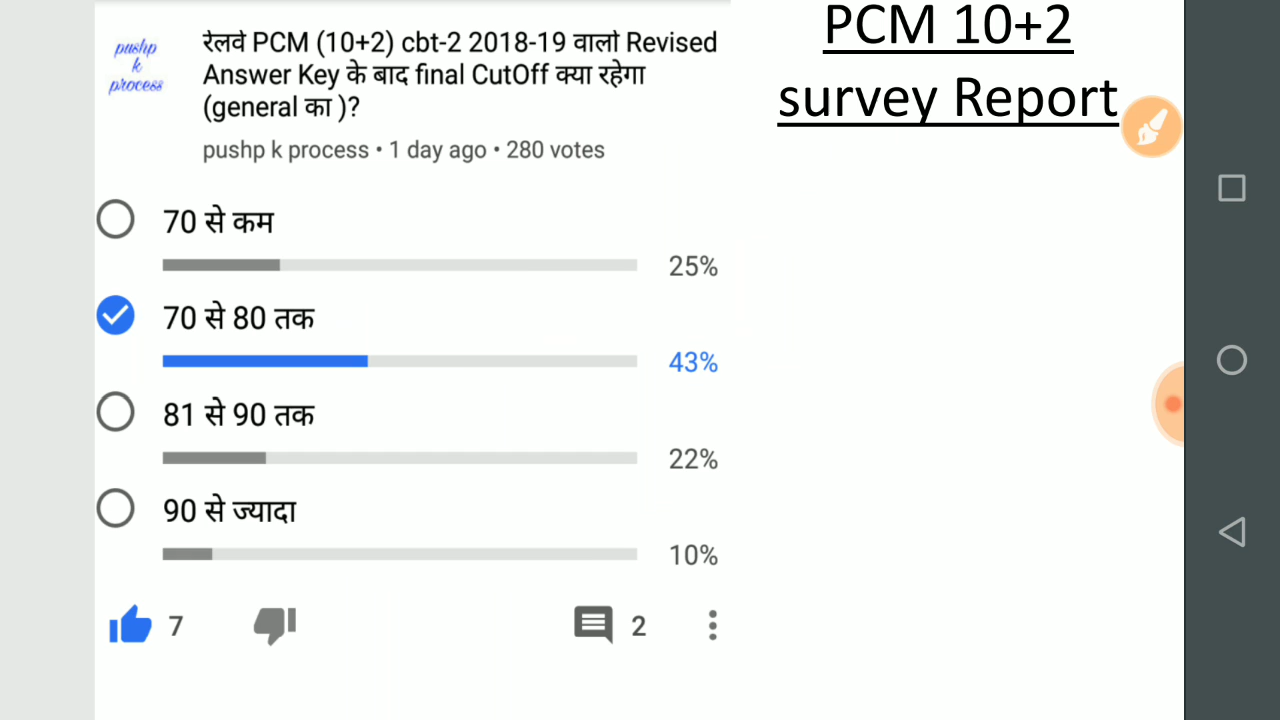 PCM 10+2
survey Report
pushp
k
process
रेलवे PCM (10+2) cbt-2 2018-19 वालो Revised
Answer Key के बाद final CutOff क्या रहेगा
(general का )?
pushp k process • 1 day ago • 280 votes
70 से कम
25%
70 से 80 तक
43%
81 से 90 तक
22%
90 से ज्यादा
10%
7
2